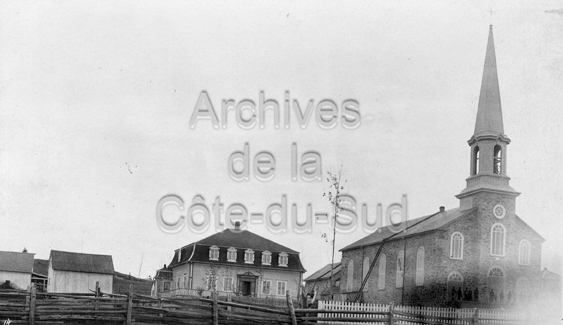 Archives
de la
Côte-du-Sud